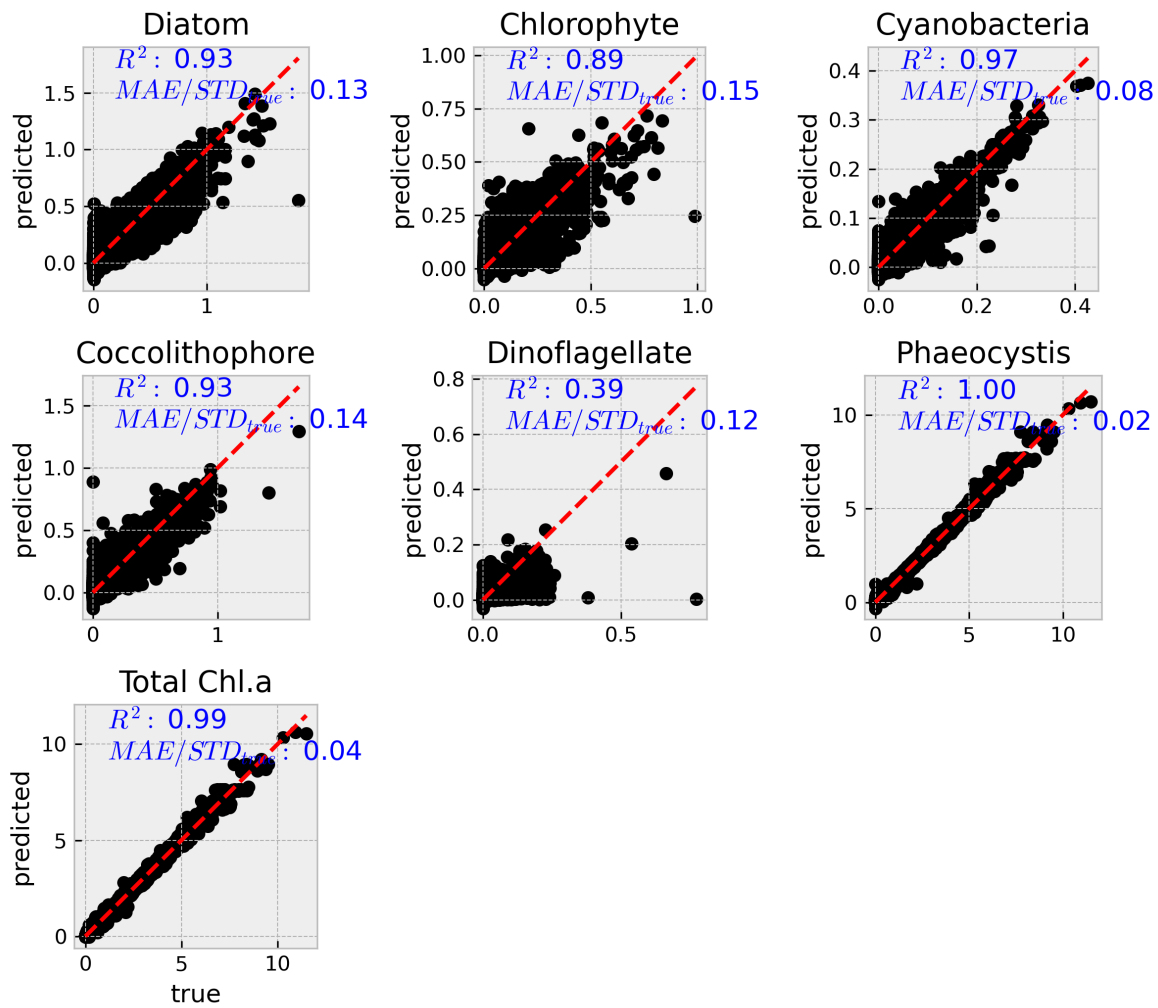 Diatom
R²: 0.93
MAE/STD_true: 0.13
predicted
1.5
1.0
0.5
0.0
0
1
Chlorophyte
R²: 0.89
MAE/STD_true: 0.15
predicted
1.00
0.75
0.50
0.25
0.00
0.0
0.5
1.0
Cyanobacteria
R²: 0.97
MAE/STD_true: 0.08
predicted
0.4
0.3
0.2
0.1
0.0
0.0
0.2
0.4
Coccolithophore
R²: 0.93
MAE/STD_true: 0.14
predicted
1.5
1.0
0.5
0.0
0
1
Dinoflagellate
R²: 0.39
MAE/STD_true: 0.12
predicted
0.8
0.6
0.4
0.2
0.0
0.0
0.5
Phaeocystis
R²: 1.00
MAE/STD_true: 0.02
predicted
10
5
0
0
5
10
Total Chl.a
R²: 0.99
MAE/STD_true: 0.04
predicted
10
5
0
0
5
10
true